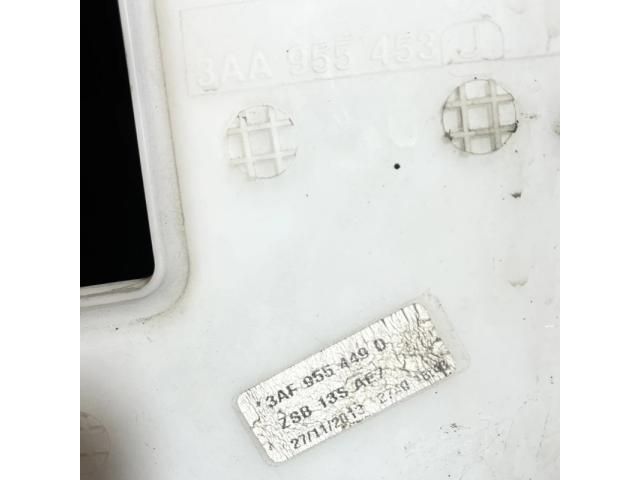 3AA 955 453 J
3AF 955 449 D
ZSB 13S AF7
27/11/2013